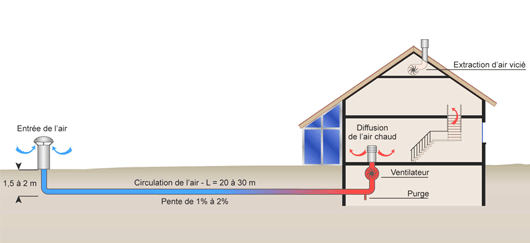 Extraction d'air vicié
Entrée de l'air
Diffusion
de l'air chaud
1,5 à 2 m
Circulation de l'air - L = 20 à 30 m
Ventilateur
Pente de 1% à 2%
Purge